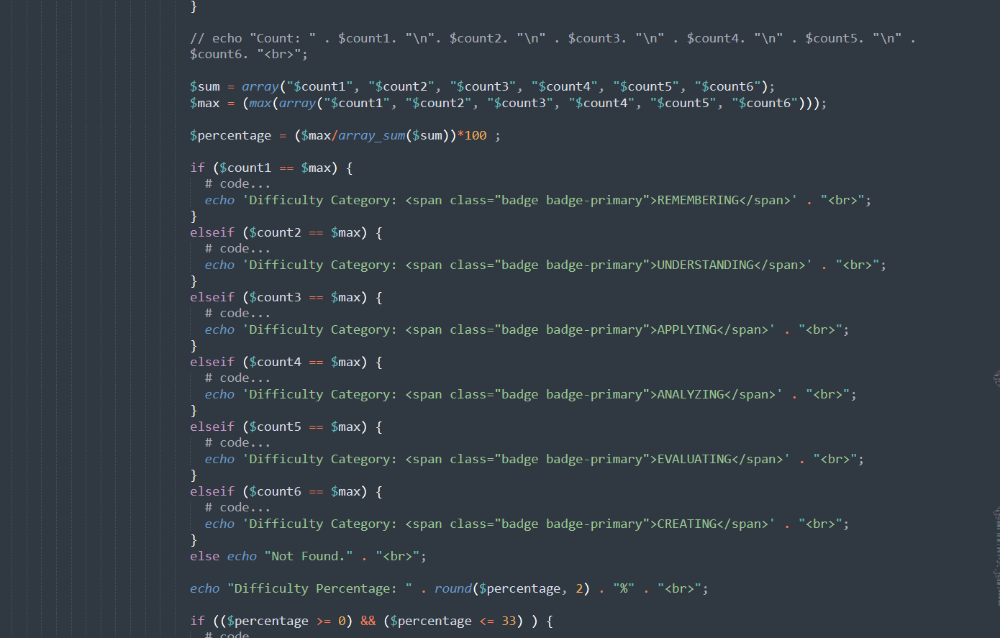 }
// echo "Count: " . $count1. "\n". $count2. "\n" . $count3. "\n" . $count4. "\n" . $count5. "\n" .
$count6. "<br>";
$sum = array("$count1", "$count2", "$count3", "$count4", "$count5", "$count6");
$max = (max(array("$count1", "$count2", "$count3", "$count4", "$count5", "$count6")));
$percentage = ($max/array_sum($sum))*100 ;
if ($count1 == $max) {
# code...
echo 'Difficulty Category: <span class="badge badge-primary">REMEMBERING</span>' . "<br>";
}
elseif ($count2 == $max) {
# code...
echo 'Difficulty Category: <span class="badge badge-primary">UNDERSTANDING</span>' . "<br>";
}
elseif ($count3 == $max) {
# code...
echo 'Difficulty Category: <span class="badge badge-primary">APPLYING</span>' . "<br>";
}
elseif ($count4 == $max) {
# code...
echo 'Difficulty Category: <span class="badge badge-primary">ANALYZING</span>' . "<br>";
}
elseif ($count5 == $max) {
# code...
echo 'Difficulty Category: <span class="badge badge-primary">EVALUATING</span>' . "<br>";
}
elseif ($count6 == $max) {
# code...
echo 'Difficulty Category: <span class="badge badge-primary">CREATING</span>' . "<br>";
}
else echo "Not Found." . "<br>";
echo "Difficulty Percentage: " . round($percentage, 2) . "%" . "<br>";
if (($percentage >= 0) && ($percentage <= 33) ) {
# code